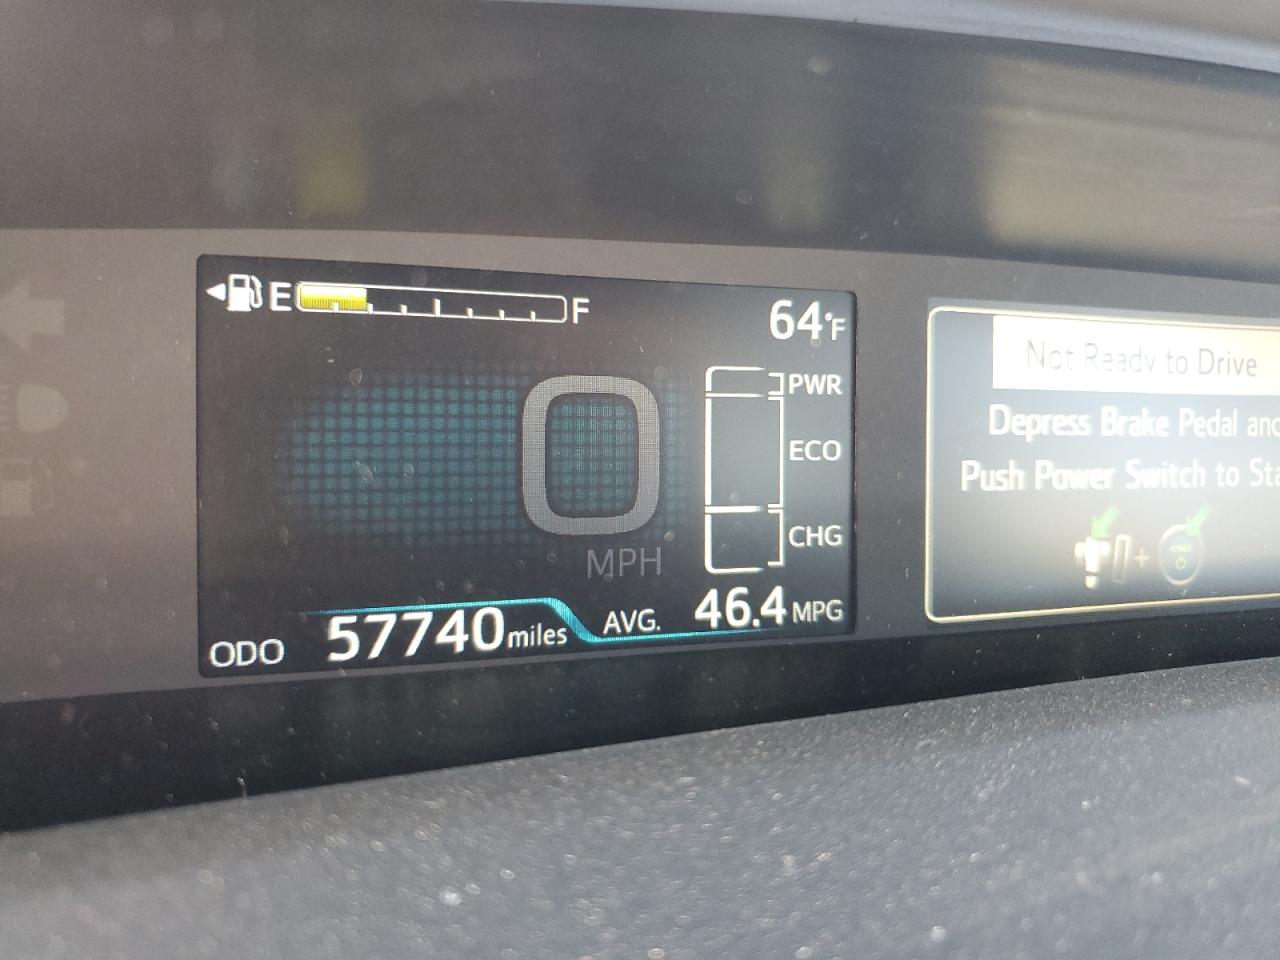 E F
64°F
0
MPH
PWR
ECO
CHG
ODO 57740 miles
AVG. 46.4 MPG
Not Ready to Drive
Depress Brake Pedal and
Push Power Switch to Sta
POWER